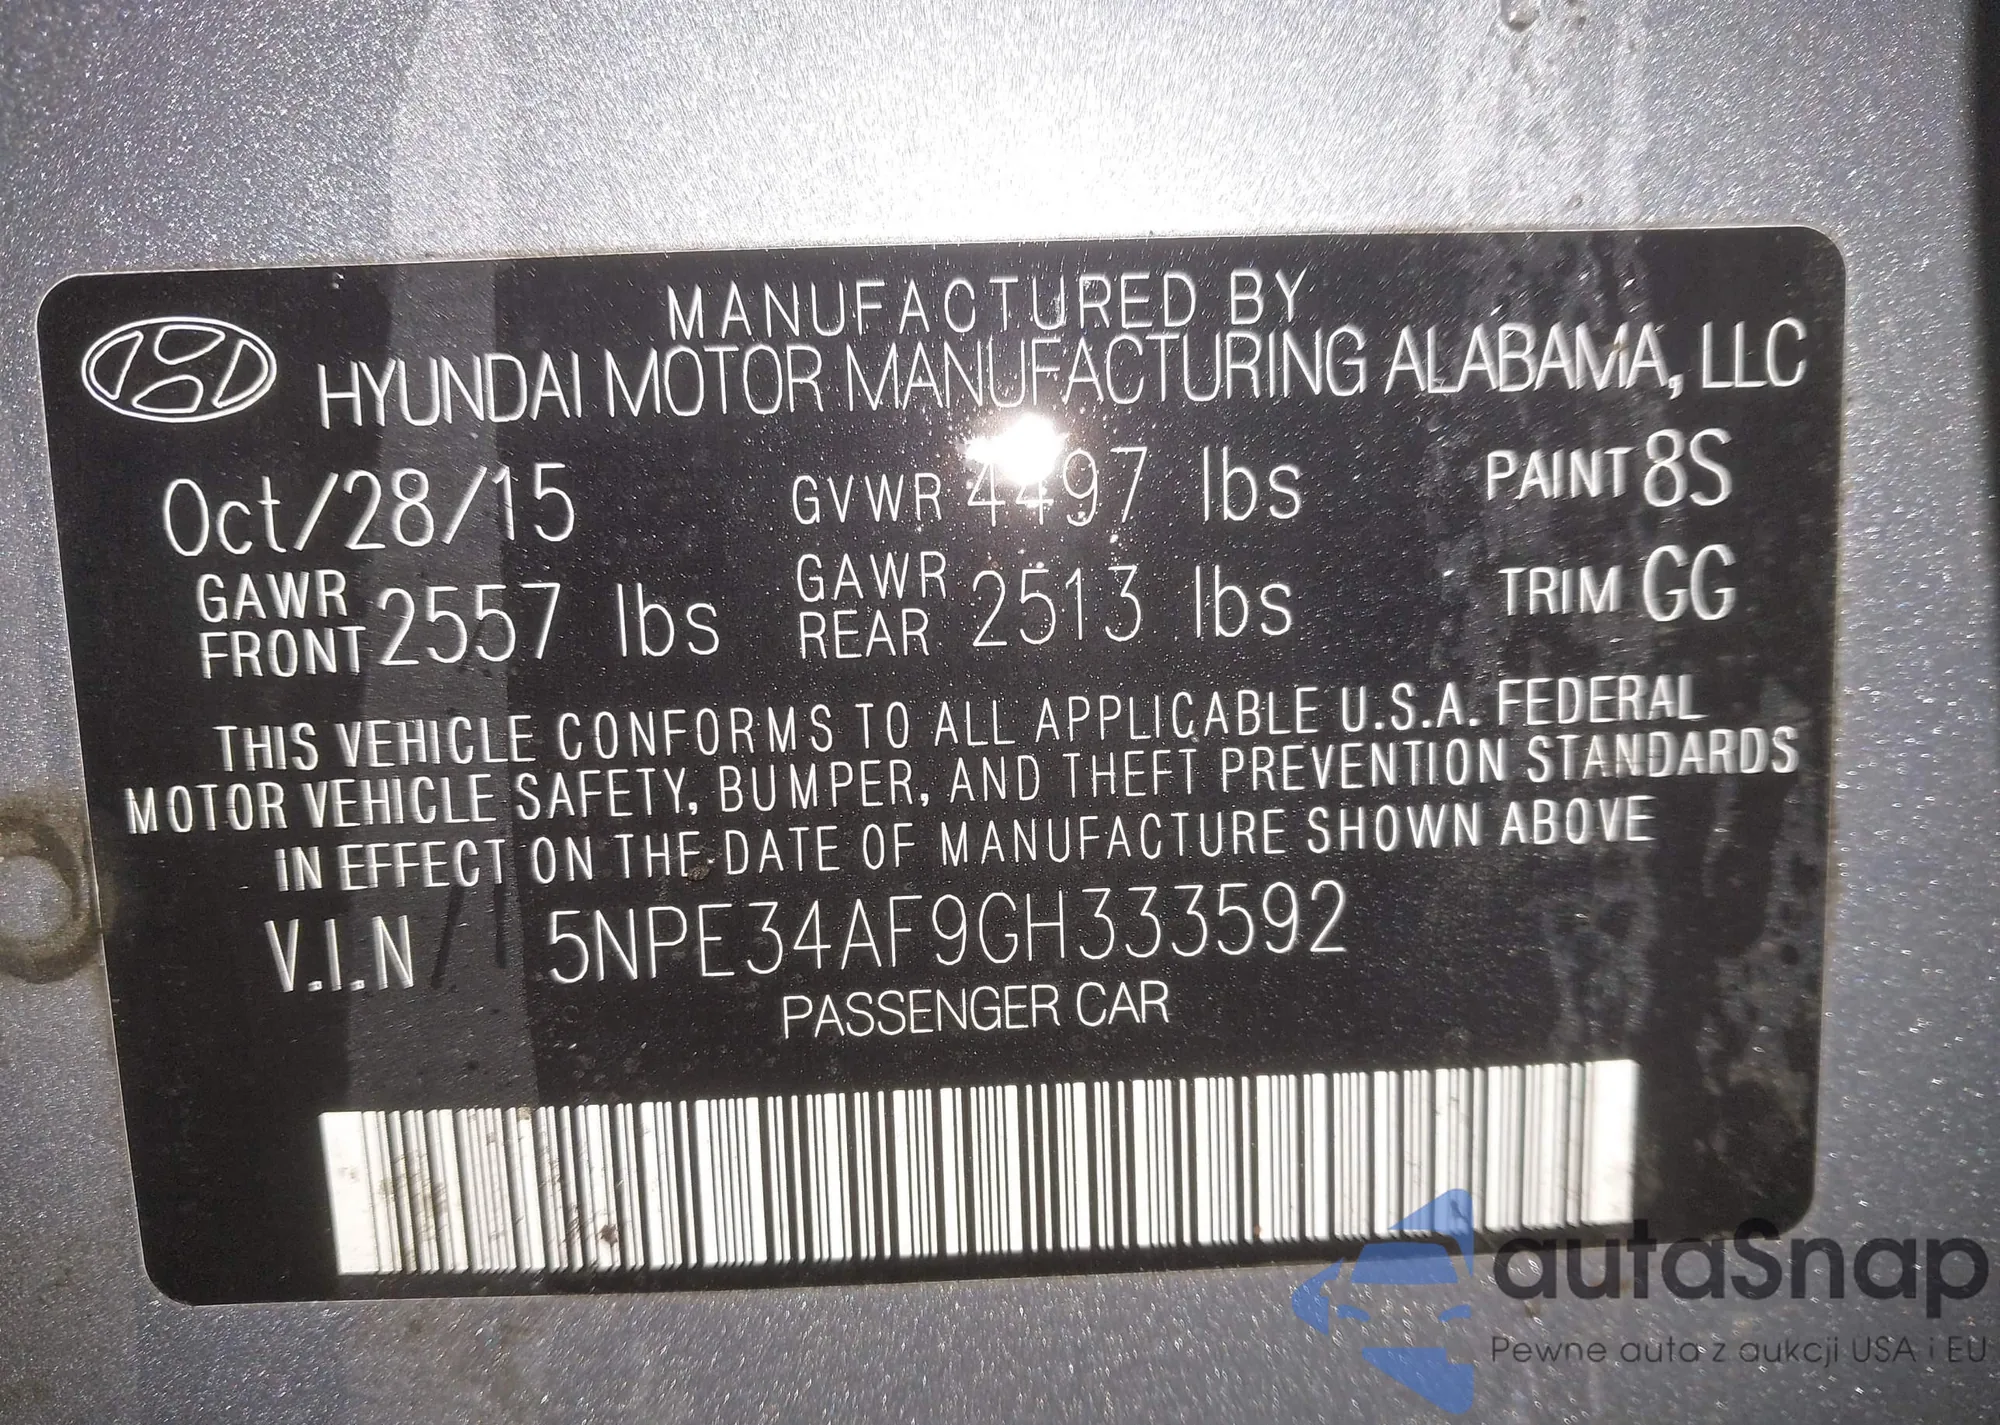 MANUFACTURED BY
HYUNDAI MOTOR MANUFACTURING ALABAMA, LLC
Oct/28/15 GVWR 4497 lbs PAINT 8S
GAWR FRONT 2557 lbs GAWR REAR 2513 lbs TRIM GG
THIS VEHICLE CONFORMS TO ALL APPLICABLE U.S.A. FEDERAL
MOTOR VEHICLE SAFETY, BUMPER, AND THEFT PREVENTION STANDARDS
IN EFFECT ON THE DATE OF MANUFACTURE SHOWN ABOVE
V.I.N 5NPE34AF9GH333592
PASSENGER CAR
autaSnap
Pewne auta z aukcji USA i EU